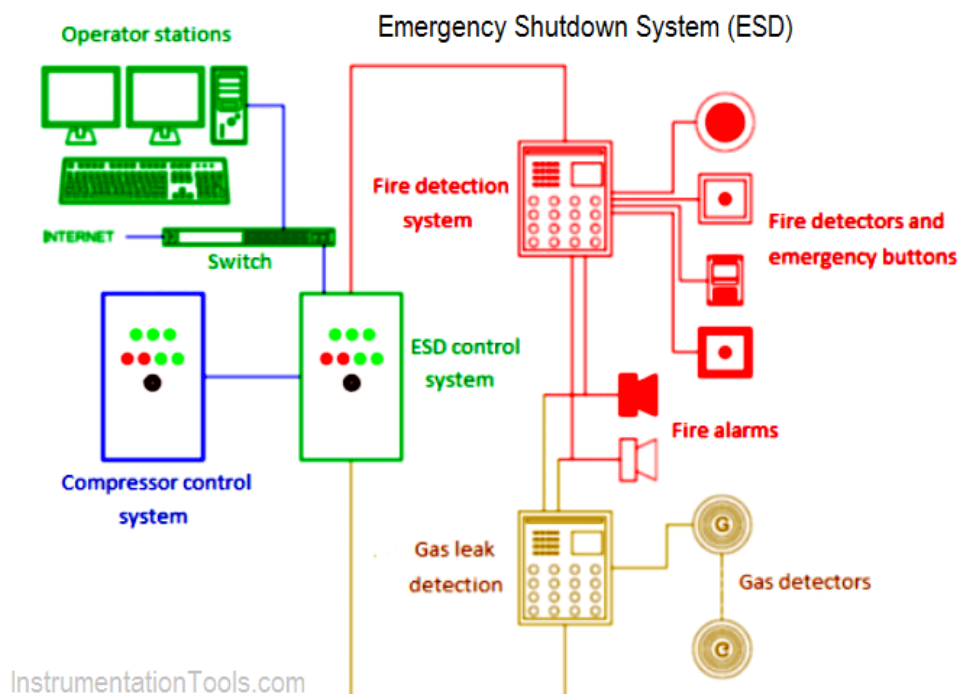 Emergency Shutdown System (ESD)
Operator stations
INTERNET
Switch
Fire detection
system
Fire detectors and
emergency buttons
ESD control
system
Fire alarms
Compressor control
system
Gas leak
detection
G
Gas detectors
G
InstrumentationTools.com